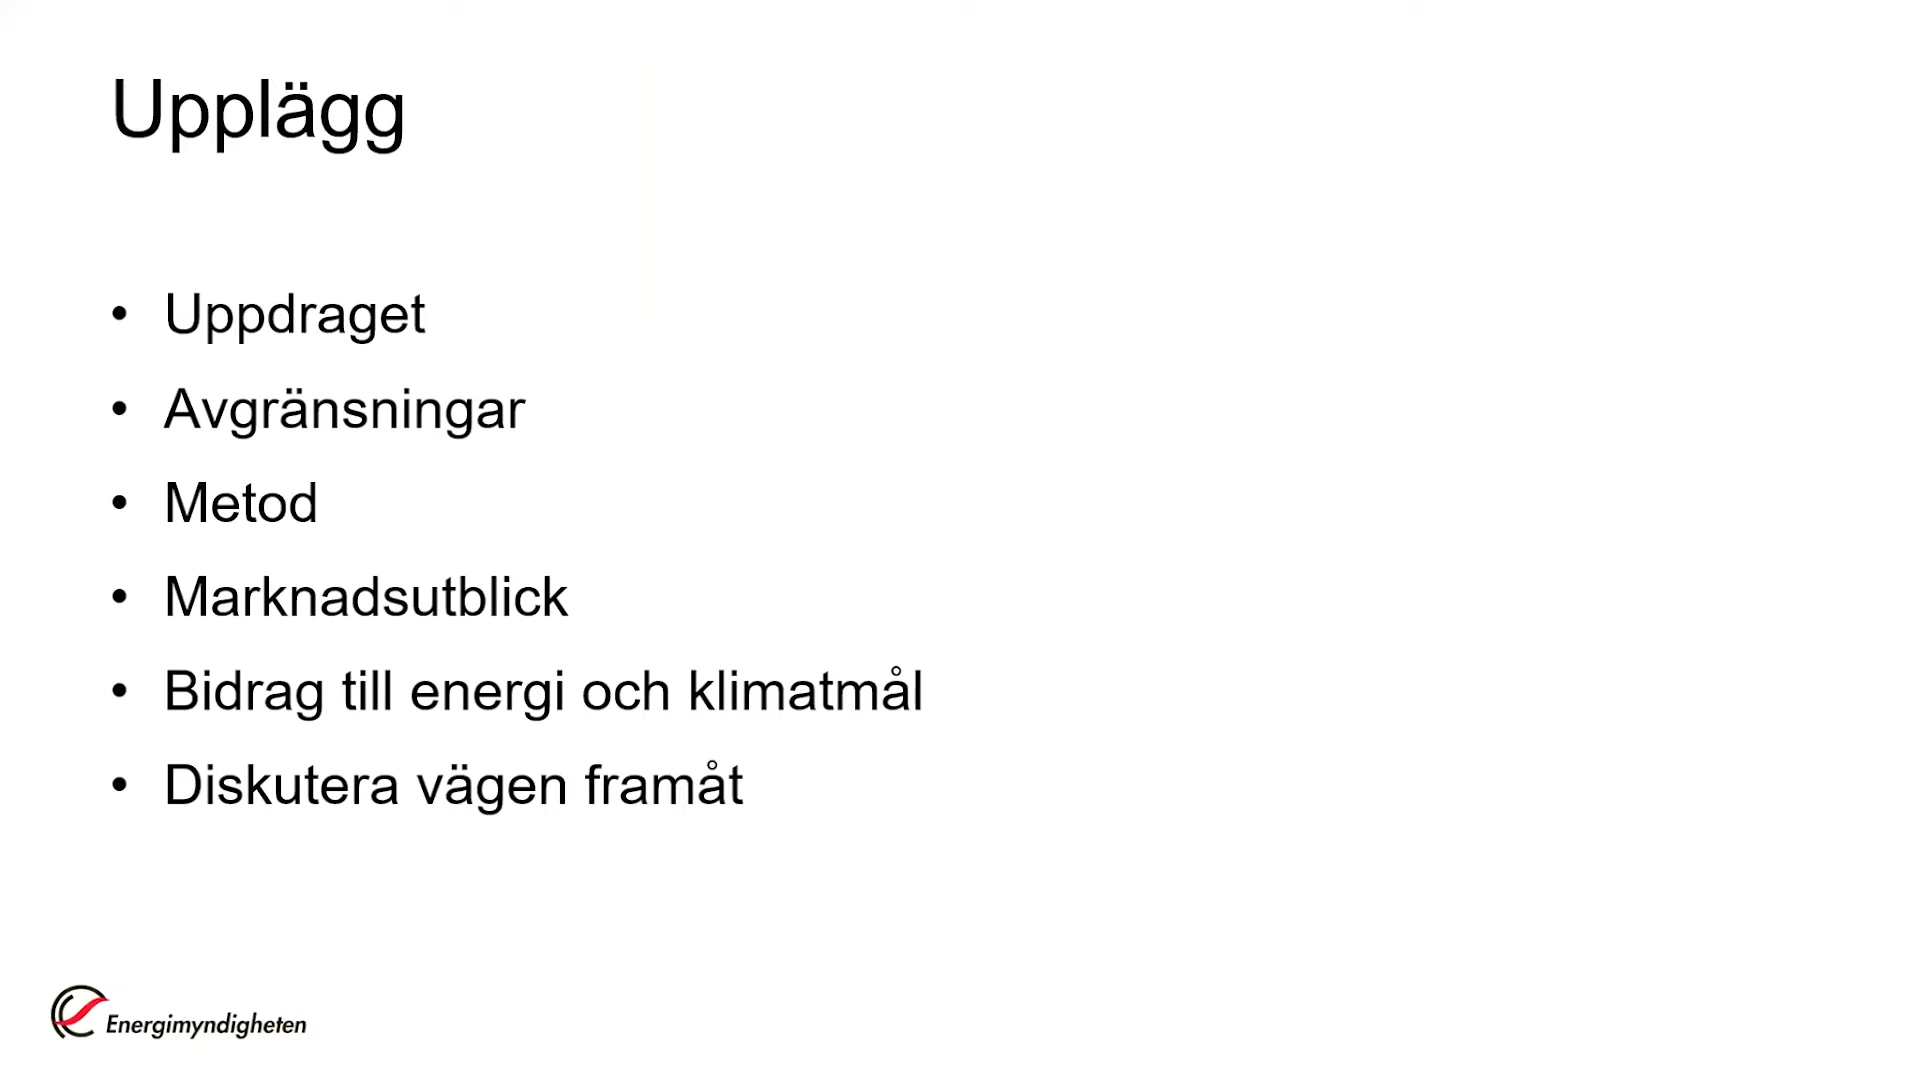 Upplägg
• Uppdraget
• Avgränsningar
• Metod
• Marknadsutblick
• Bidrag till energi och klimatmål
• Diskutera vägen framåt
Energimyndigheten